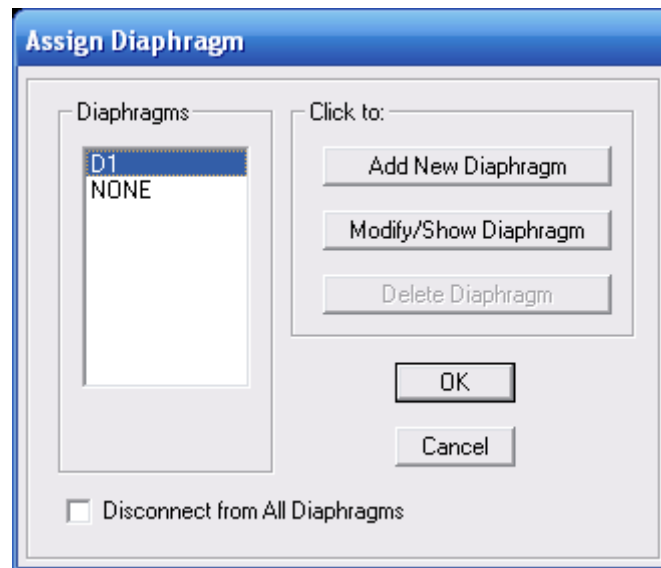 Assign Diaphragm
Diaphragms
D1
NONE
Click to:
Add New Diaphragm
Modify/Show Diaphragm
Delete Diaphragm
OK
Cancel
Disconnect from All Diaphragms